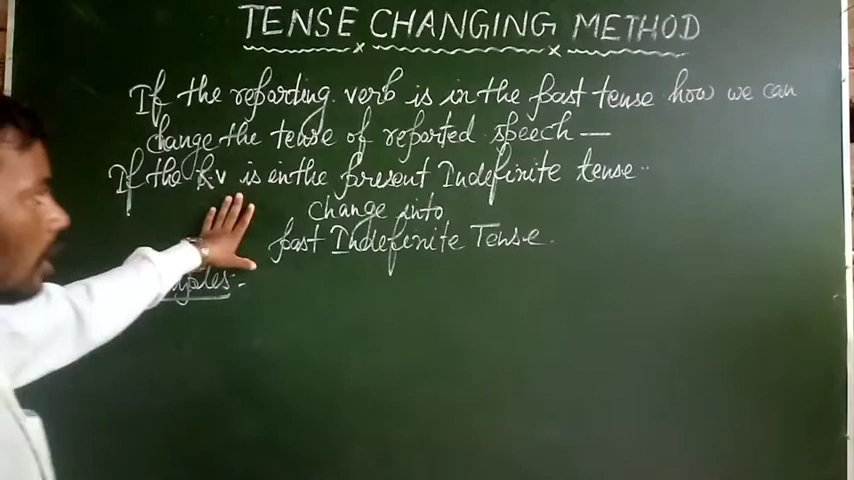 TENSE CHANGING METHOD
If the reporting verb is in the past tense how we can
change the tense of reported speech —
If the RV is in the present Indefinite tense..
change into
past Indefinite Tense.